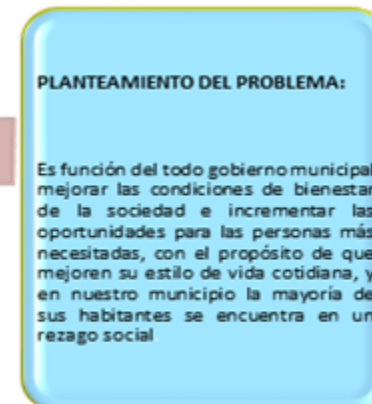 PLANTEAMIENTO DEL PROBLEMA:
Es función del todo gobierno municipal
mejorar las condiciones de bienestar
de la sociedad e incrementar las
oportunidades para las personas más
necesitadas, con el propósito de que
mejoren su estilo de vida cotidiana, y
en nuestro municipio la mayoría de
sus habitantes se encuentra en un
rezago social